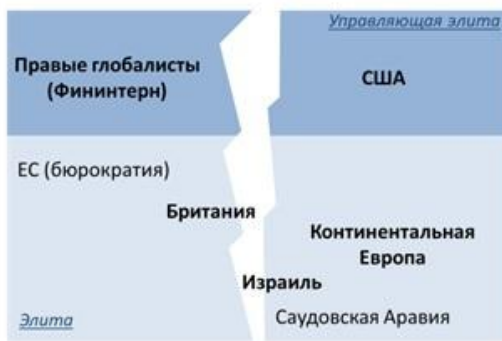 Управляющая элита
Правые глобалисты
(Фининтерн)
США
ЕС (бюрократия)
Британия
Континентальная
Европа
Израиль
Саудовская Аравия
Элита